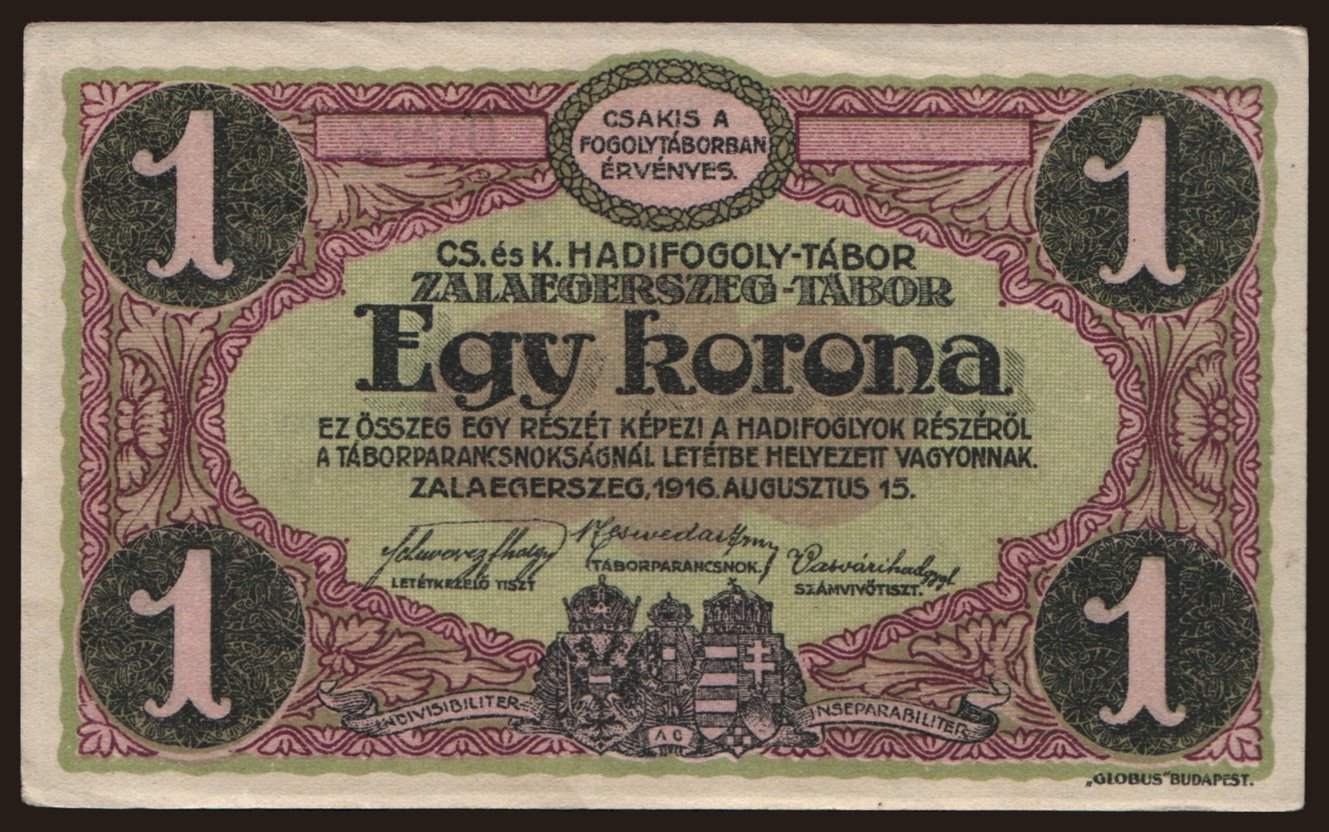 1
1
CSAKIS A
FOGOLYTÁBORBAN
ÉRVÉNYES.
CS. és K. HADIFOGOLY-TÁBOR
ZALAEGERSZEG-TÁBOR
Egy korona
EZ ÖSSZEG EGY RÉSZÉT KÉPEZI A HADIFOGLYOK RÉSZÉRŐL
A TÁBORPARANCSNOKSÁGNÁL LETÉTBE HELYEZETT VAGYONNAK.
ZALAEGERSZEG, 1916. AUGUSZTUS 15.
LETÉTKEZELŐ TISZT
TÁBORPARANCSNOK.
SZÁMVIVŐTISZT.
1
1
INDIVISIBILITER
INSEPARABILITER
„GLOBUS" BUDAPEST.